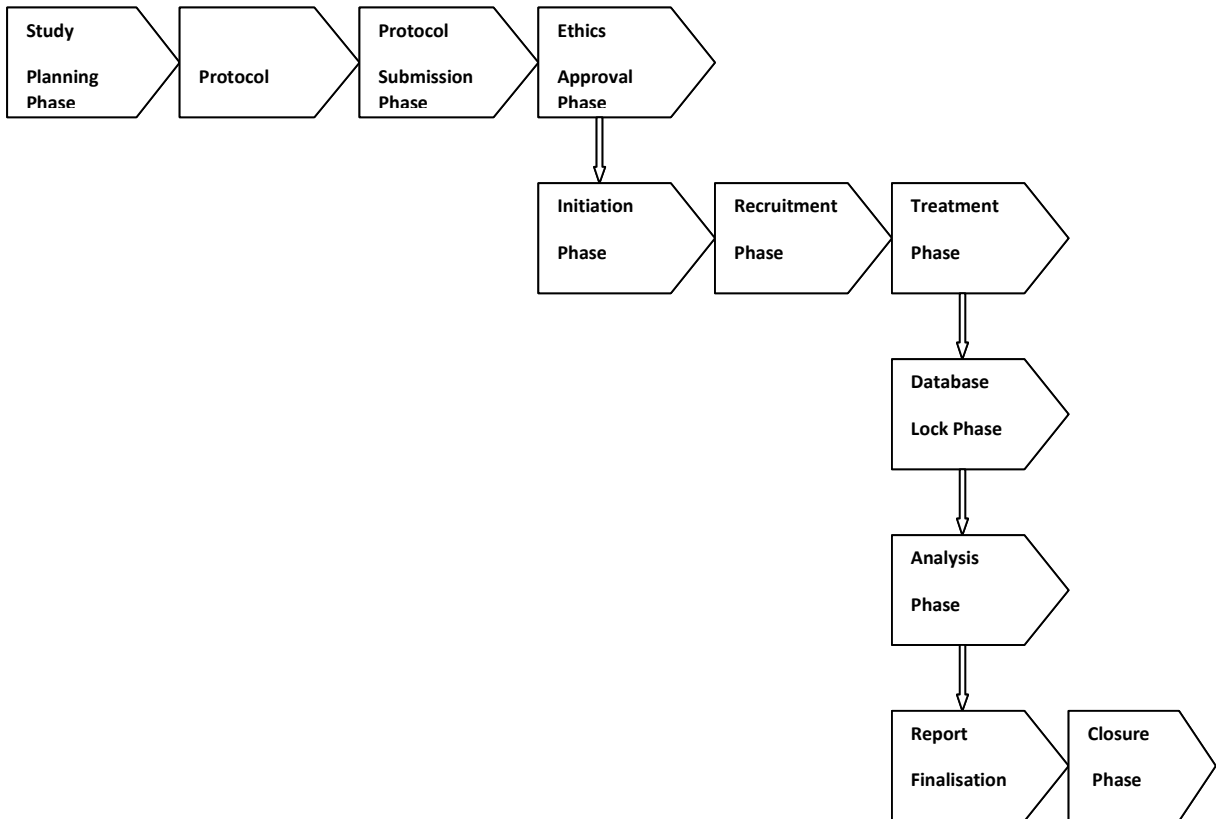 Study
Planning
Phase
Protocol
Protocol
Submission
Phase
Ethics
Approval
Phase
Initiation
Phase
Recruitment
Phase
Treatment
Phase
Database
Lock Phase
Analysis
Phase
Report
Finalisation
Closure
Phase